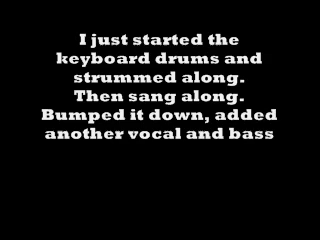 I just started the
keyboard drums and
strummed along.
Then sang along.
Bumped it down, added
another vocal and bass